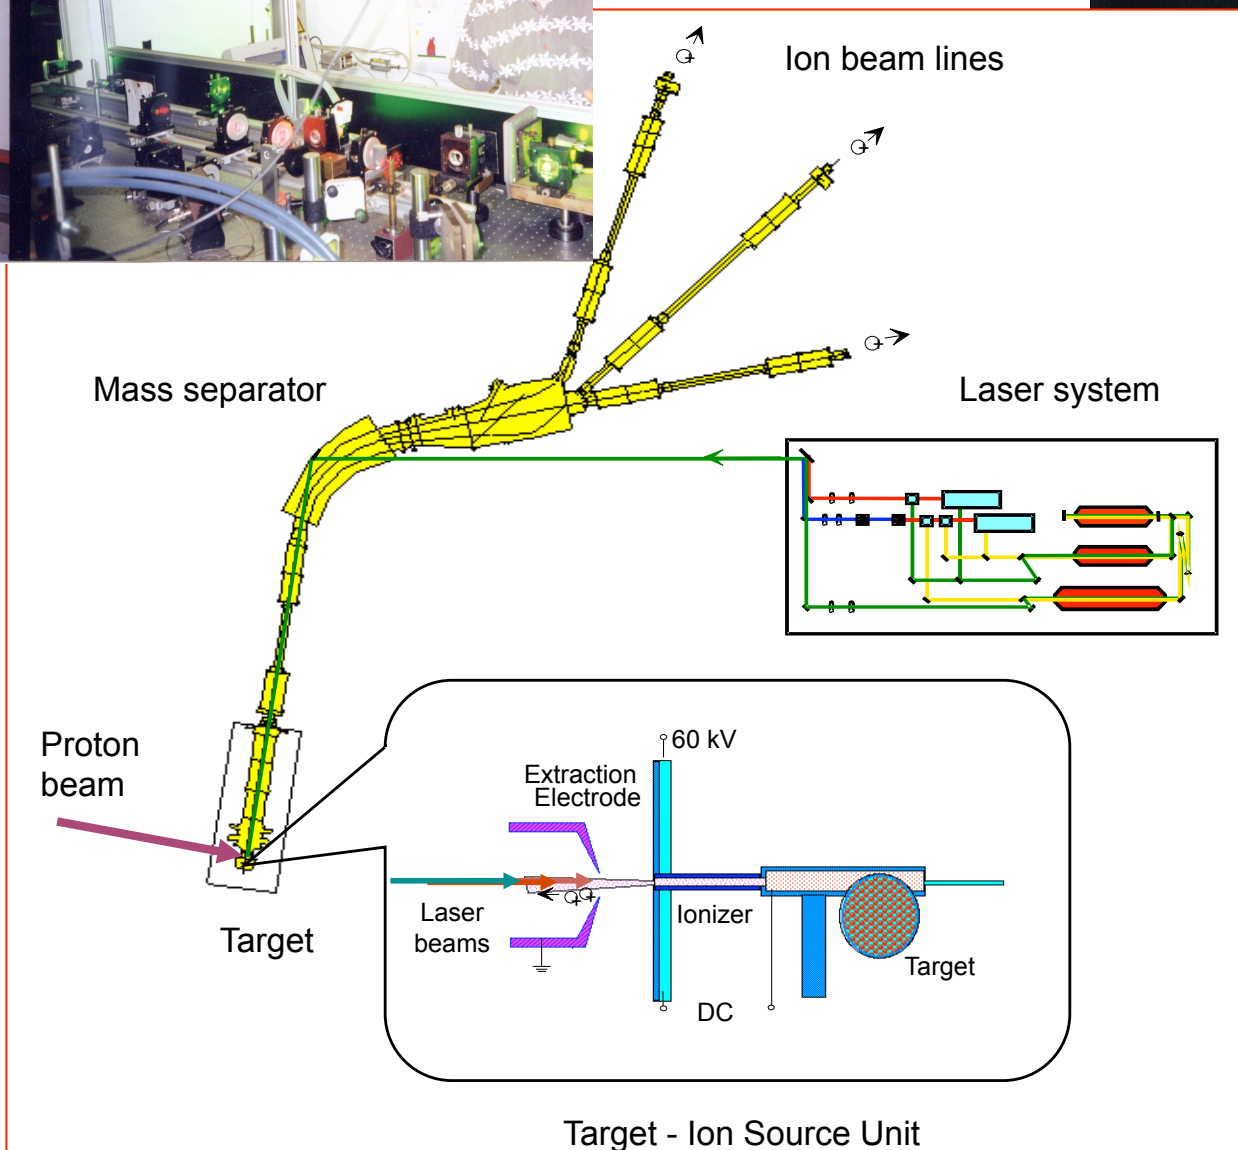 Ion beam lines
Mass separator
Laser system
Proton
beam
60 kV
Extraction
Electrode
Laser
beams
Ionizer
Target
Target
DC
Target - Ion Source Unit